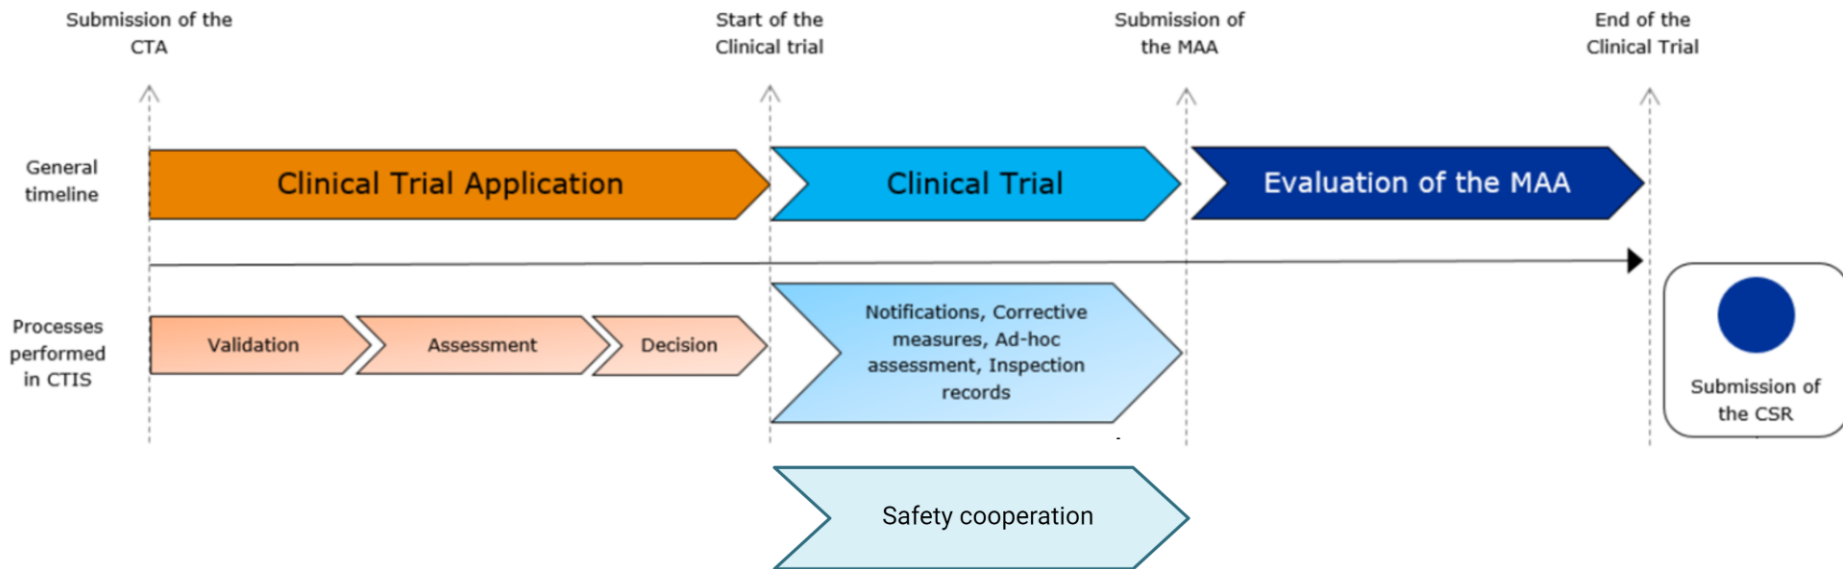 Submission of the
CTA
Start of the
Clinical trial
Submission of
the MAA
End of the
Clinical Trial
General
timeline
Clinical Trial Application
Clinical Trial
Evaluation of the MAA
Processes
performed
in CTIS
Validation
Assessment
Decision
Notifications, Corrective
measures, Ad-hoc
assessment, Inspection
records
Submission of
the CSR
Safety cooperation